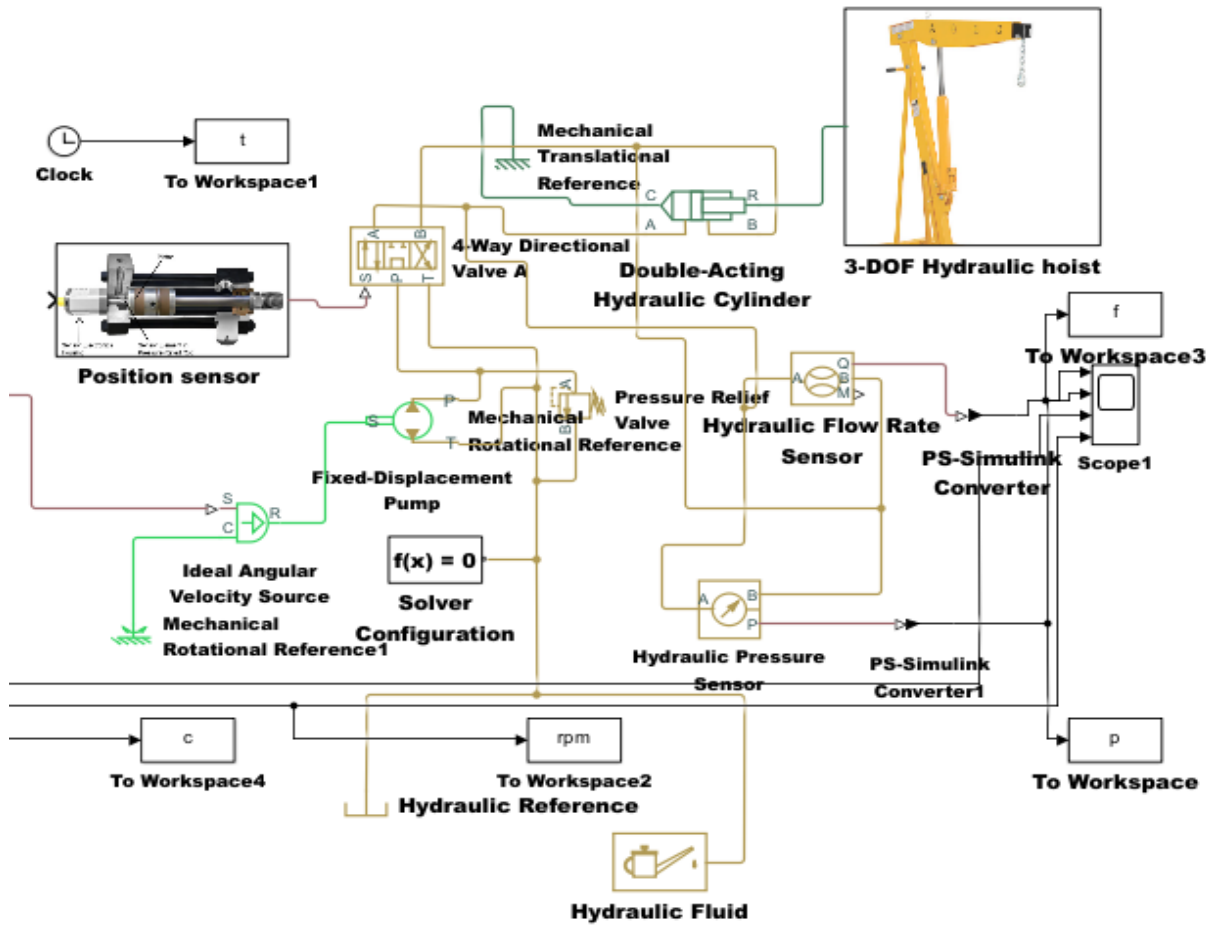 Clock
t
To Workspace1
Mechanical
Translational
Reference
C
R
A
B
A
B
S
P
T
4-Way Directional
Valve A
Double-Acting
Hydraulic Cylinder
3-DOF Hydraulic hoist
Position sensor
f
To Workspace3
Scope1
A
Q
B
M
Hydraulic Flow Rate
Sensor
PS-Simulink
Converter
A
B
Pressure Relief
Valve
Mechanical
Rotational Reference
S
P
T
Fixed-Displacement
Pump
S
C
R
Ideal Angular
Velocity Source
Mechanical
Rotational Reference1
f(x) = 0
Solver
Configuration
A
B
P
Hydraulic Pressure
Sensor
PS-Simulink
Converter1
c
To Workspace4
rpm
To Workspace2
p
To Workspace
Hydraulic Reference
Hydraulic Fluid